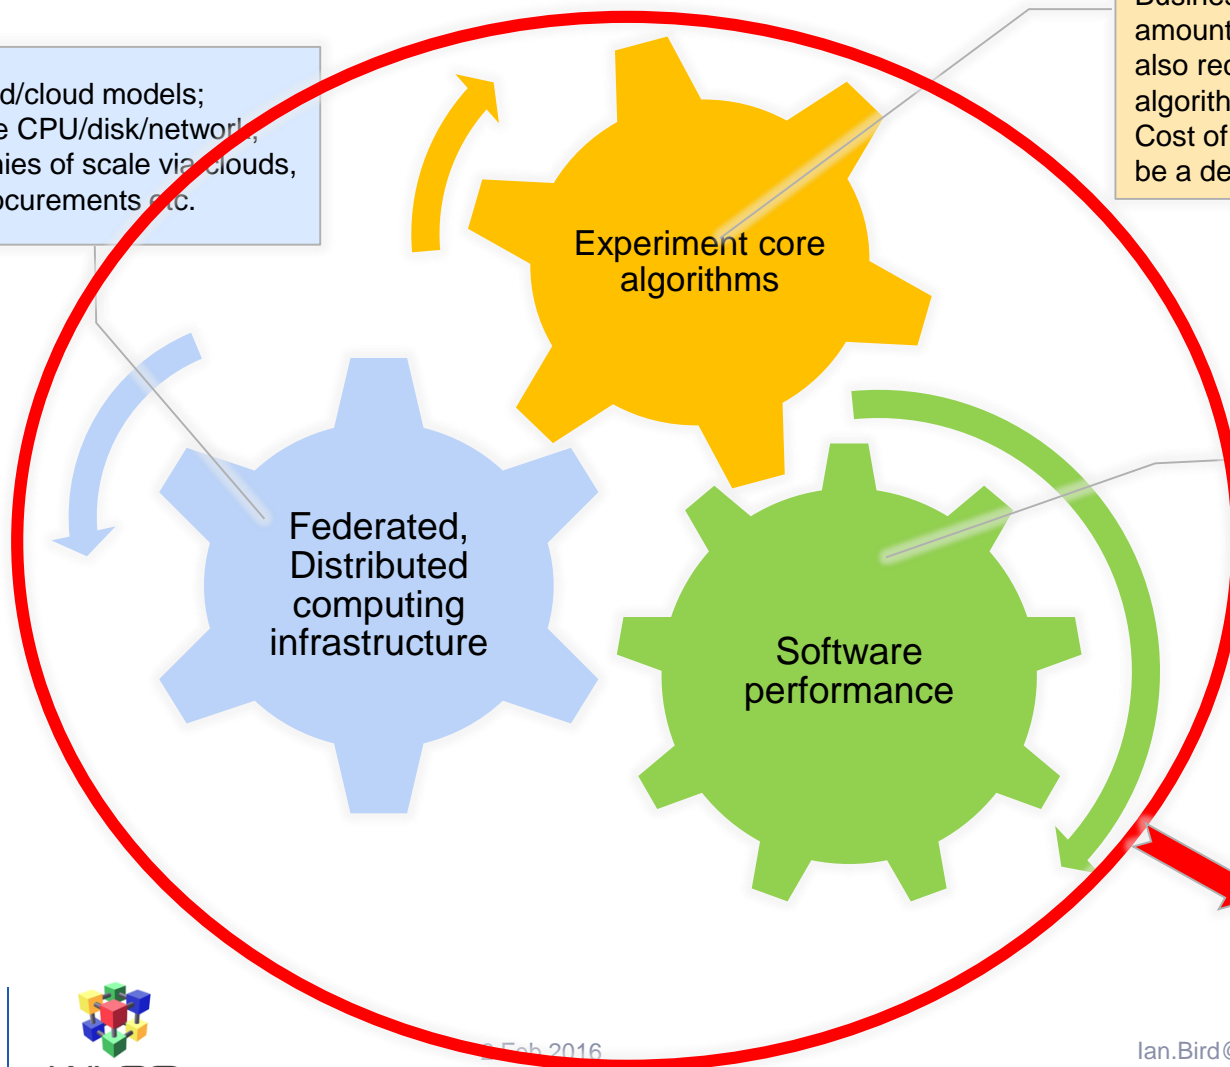 d/cloud models;
e CPU/disk/network;
nies of scale via clouds,
ocurements etc.
amount
also rec
algorith
Cost of
be a de
Experiment core
algorithms
Federated,
Distributed
computing
infrastructure
Software
performance
Feb 2016
Ian.Bird@